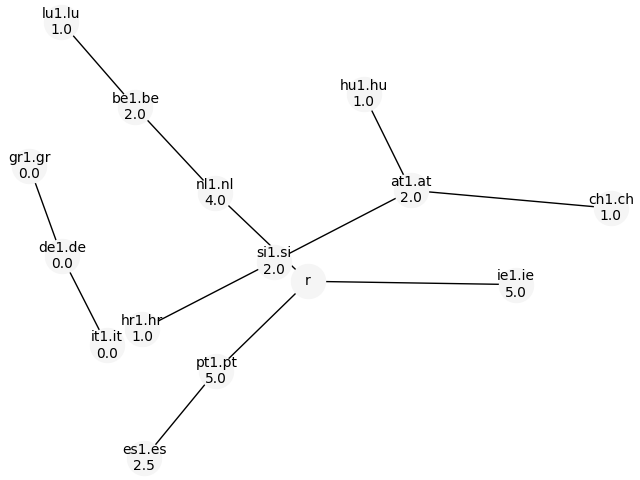 lu1.lu
1.0
be1.be
2.0
hu1.hu
1.0
gr1.gr
0.0
nl1.nl
4.0
at1.at
2.0
ch1.ch
1.0
de1.de
0.0
si1.si
2.0
r
ie1.ie
5.0
hr1.hr
1.0
it1.it
0.0
pt1.pt
5.0
es1.es
2.5